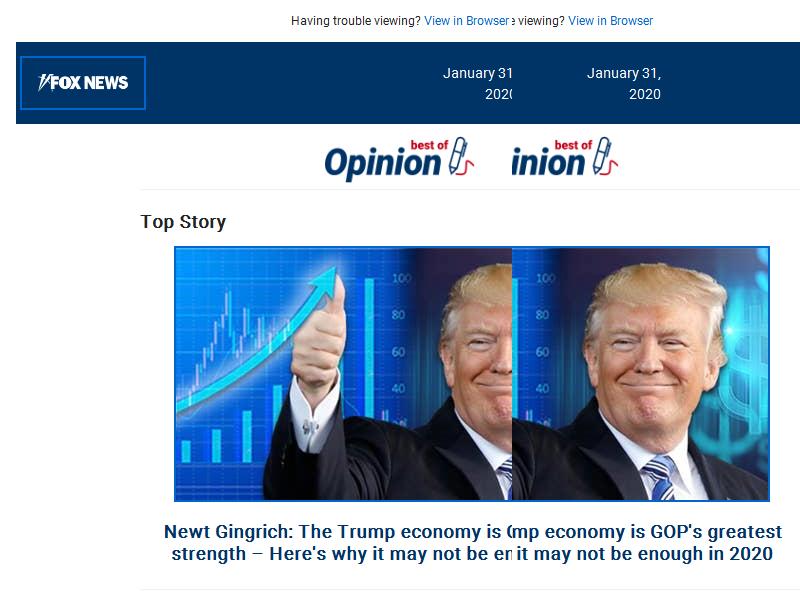 Having trouble viewing? View in Browser e viewing? View in Browser
FOX NEWS
January 31 January 31,
2020 2020
best of best of
Opinion inion
Top Story
100 100
80 80
60 60
40 40
Newt Gingrich: The Trump economy is (mp economy is GOP's greatest
strength – Here's why it may not be en it may not be enough in 2020